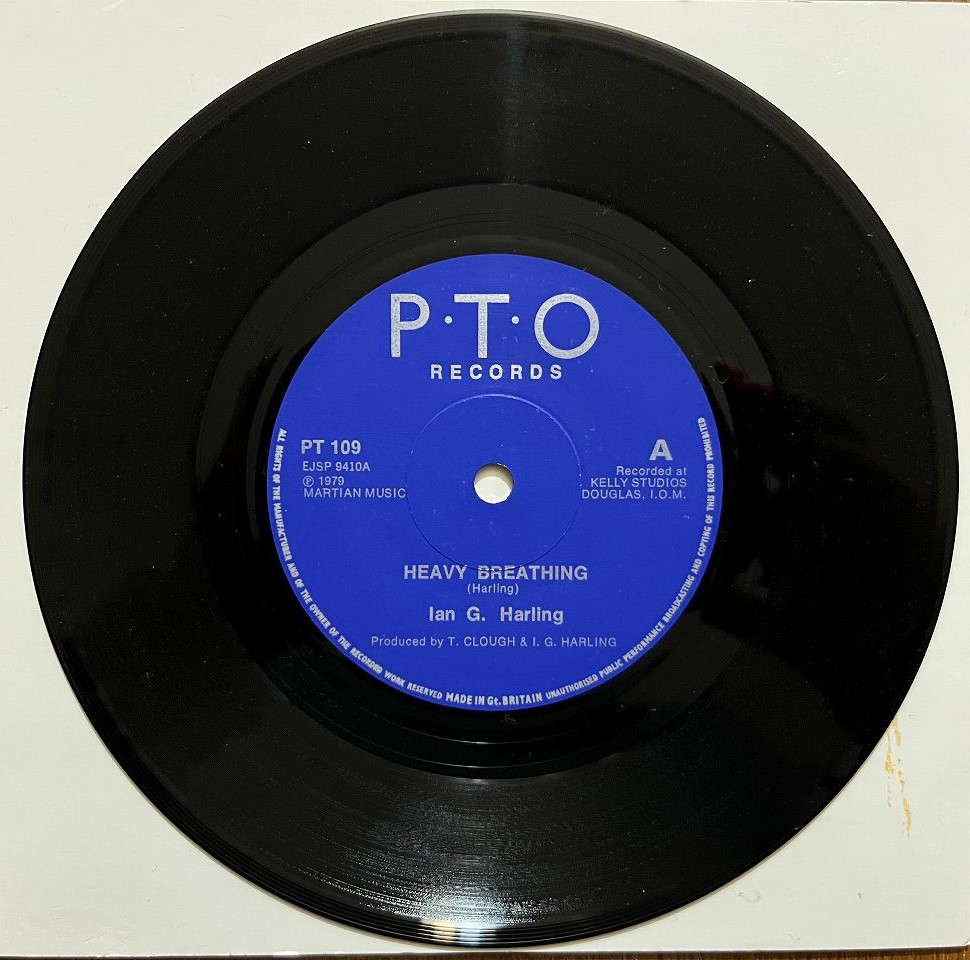 P·T·O
RECORDS
PT 109
EJSP 9410A
℗ 1979
MARTIAN MUSIC
A
Recorded at
KELLY STUDIOS
DOUGLAS, I.O.M.
HEAVY BREATHING
(Harling)
Ian G. Harling
Produced by T. CLOUGH & I. G. HARLING
ALL RIGHTS OF THE MANUFACTURER AND OF THE OWNER OF THE RECORDED WORK RESERVED MADE IN Gt. BRITAIN UNAUTHORISED PUBLIC PERFORMANCE BROADCASTING AND COPYING OF THIS RECORD PROHIBITED